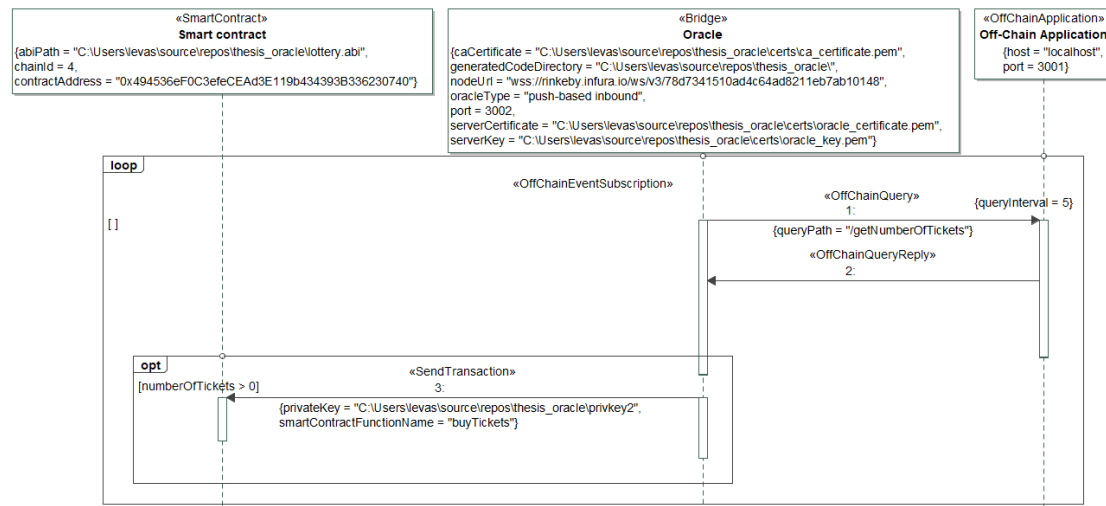 «SmartContract»
Smart contract
{abiPath = "C:\Users\levas\source\repos\thesis_oracle\lottery.abi",
chainId = 4,
contractAddress = "0x494536eF0C3efeCEAd3E119b434393B336230740"}
«Bridge»
Oracle
{caCertificate = "C:\Users\levas\source\repos\thesis_oracle\certs\ca_certificate.pem",
generatedCodeDirectory = "C:\Users\levas\source\repos\thesis_oracle\",
nodeUrl = "wss://rinkeby.infura.io/ws/v3/78d7341510ad4c64ad8211eb7ab10148",
oracleType = "push-based inbound",
port = 3002,
serverCertificate = "C:\Users\levas\source\repos\thesis_oracle\certs\oracle_certificate.pem",
serverKey = "C:\Users\levas\source\repos\thesis_oracle\certs\oracle_key.pem"}
«OffChainApplication»
Off-Chain Application
{host = "localhost",
port = 3001}
loop
«OffChainEventSubscription»
[ ]
«OffChainQuery»
1:
{queryInterval = 5}
{queryPath = "/getNumberOfTickets"}
«OffChainQueryReply»
2:
opt
[numberOfTickets > 0]
«SendTransaction»
3:
{privateKey = "C:\Users\levas\source\repos\thesis_oracle\privkey2",
smartContractFunctionName = "buyTickets"}